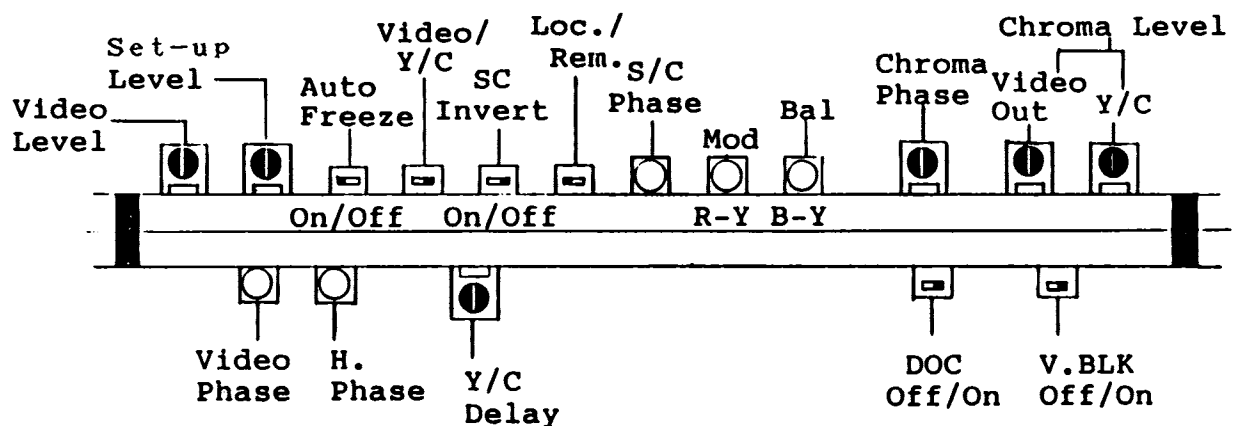 Video
Level
Set-up
Level
Auto
Freeze
Video/
Y/C
SC
Invert
Loc./
Rem.
S/C
Phase
Mod
Bal
Chroma
Phase
Chroma Level
Video
Out
Y/C
On/Off
On/Off
R-Y
B-Y
Video
Phase
H.
Phase
Y/C
Delay
DOC
Off/On
V.BLK
Off/On